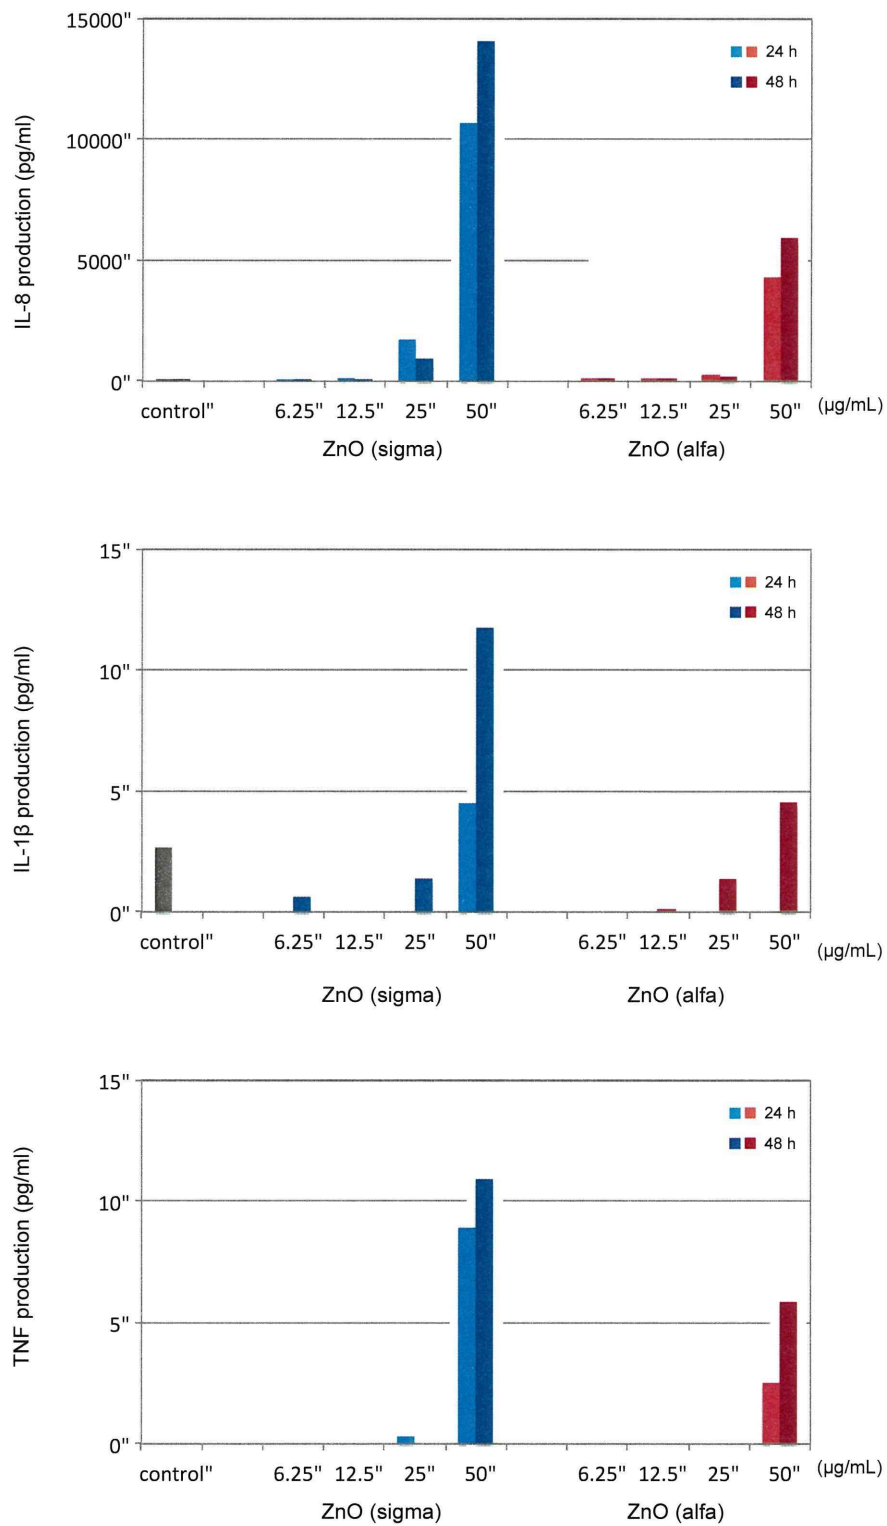 IL-8 production (pg/ml)
15000"
10000"
5000"
0"
24 h
48 h
control" 6.25" 12.5" 25" 50" 6.25" 12.5" 25" 50" (µg/mL)
ZnO (sigma) ZnO (alfa)
IL-1β production (pg/ml)
15"
10"
5"
0"
24 h
48 h
control" 6.25" 12.5" 25" 50" 6.25" 12.5" 25" 50" (µg/mL)
ZnO (sigma) ZnO (alfa)
TNF production (pg/ml)
15"
10"
5"
0"
24 h
48 h
control" 6.25" 12.5" 25" 50" 6.25" 12.5" 25" 50" (µg/mL)
ZnO (sigma) ZnO (alfa)